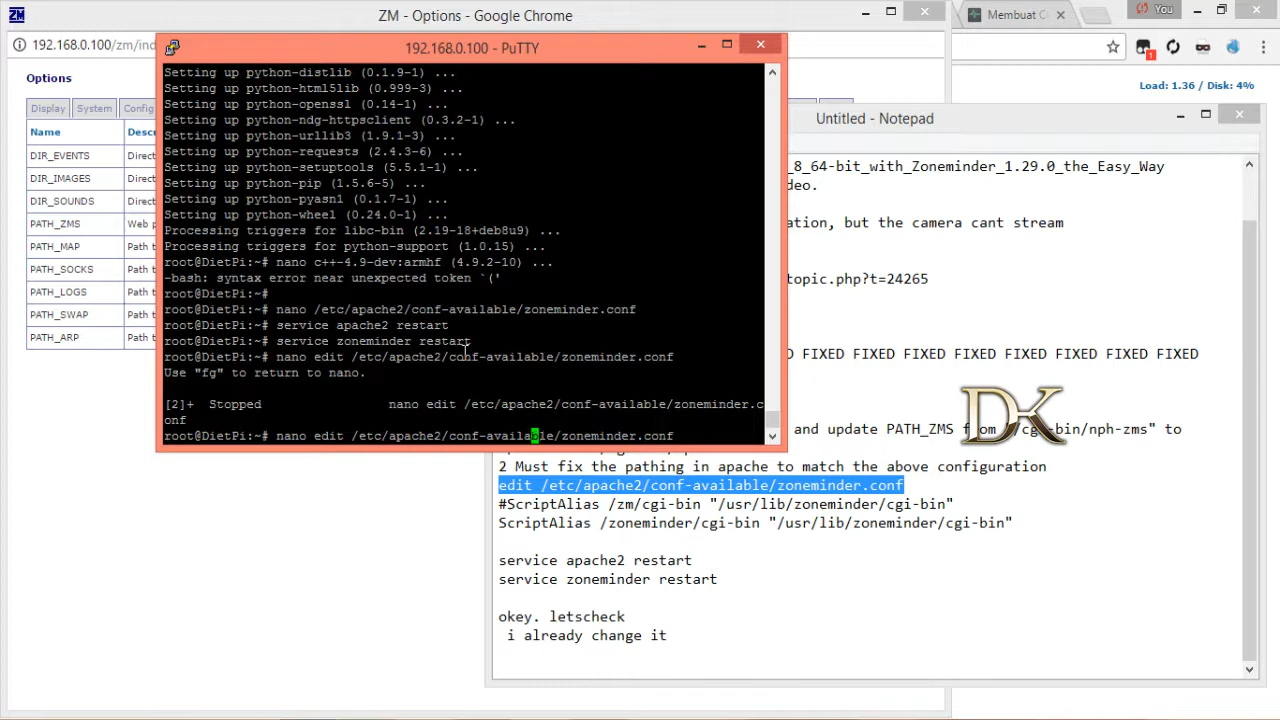 ZM - Options - Google Chrome
192.168.0.100/zm/ind
Membuat C
You
Options
Load: 1.36 / Disk: 4%
Display
System
Config
Name
Descr
DIR_EVENTS
Direct
DIR_IMAGES
Direct
DIR_SOUNDS
Direct
PATH_ZMS
Web p
PATH_MAP
Path t
PATH_SOCKS
Path t
PATH_LOGS
Path t
PATH_SWAP
Path t
PATH_ARP
Path t
192.168.0.100 - PuTTY
Setting up python-distlib (0.1.9-1) ...
Setting up python-html5lib (0.999-3) ...
Setting up python-openssl (0.14-1) ...
Setting up python-ndg-httpsclient (0.3.2-1) ...
Setting up python-urllib3 (1.9.1-3) ...
Setting up python-requests (2.4.3-6) ...
Setting up python-setuptools (5.5.1-1) ...
Setting up python-pip (1.5.6-5) ...
Setting up python-pyasn1 (0.1.7-1) ...
Setting up python-wheel (0.24.0-1) ...
Processing triggers for libc-bin (2.19-18+deb8u9) ...
Processing triggers for python-support (1.0.15) ...
root@DietPi:~# nano c++-4.9-dev:armhf (4.9.2-10) ...
-bash: syntax error near unexpected token `('
root@DietPi:~#
root@DietPi:~# nano /etc/apache2/conf-available/zoneminder.conf
root@DietPi:~# service apache2 restart
root@DietPi:~# service zoneminder restart
root@DietPi:~# nano edit /etc/apache2/conf-available/zoneminder.conf
Use "fg" to return to nano.
[2]+ Stopped nano edit /etc/apache2/conf-available/zoneminder.c
onf
root@DietPi:~# nano edit /etc/apache2/conf-available/zoneminder.conf
Untitled - Notepad
_8_64-bit_with_Zoneminder_1.29.0_the_Easy_Way
deo.
ation, but the camera cant stream
topic.php?t=24265
D FIXED FIXED FIXED FIXED FIXED FIXED FIXED
DK
and update PATH_ZMS from "/cgi-bin/nph-zms" to
2 Must fix the pathing in apache to match the above configuration
edit /etc/apache2/conf-available/zoneminder.conf
#ScriptAlias /zm/cgi-bin "/usr/lib/zoneminder/cgi-bin"
ScriptAlias /zoneminder/cgi-bin "/usr/lib/zoneminder/cgi-bin"
service apache2 restart
service zoneminder restart
okey. letscheck
i already change it